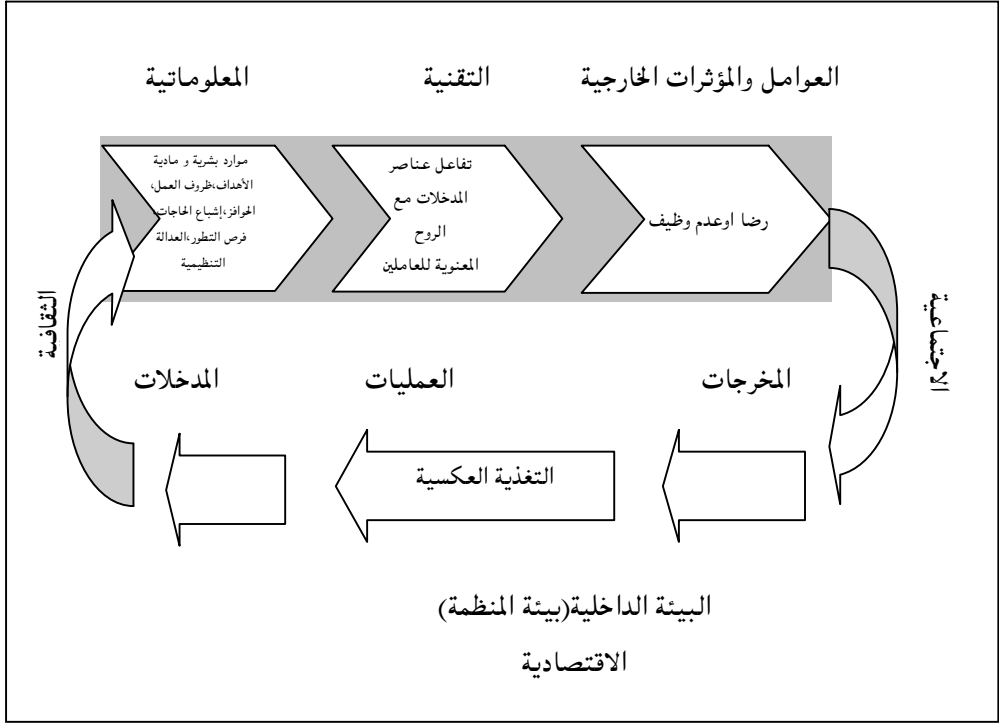 العوامل والمؤثرات الخارجية
التقنية
المعلوماتية
رضا اوعدم وظيف
تفاعل عناصر
المدخلات مع
الروح
المعنوية للعاملين
موارد بشرية و مادية
الأهداف،ظروف العمل،
الحوافز،إشباع الحاجات،
فرص التطور،العدالة
التنظيمية
الاجتماعية
الثقافية
المخرجات
العمليات
المدخلات
التغذية العكسية
البيئة الداخلية(بيئة المنظمة)
الاقتصادية